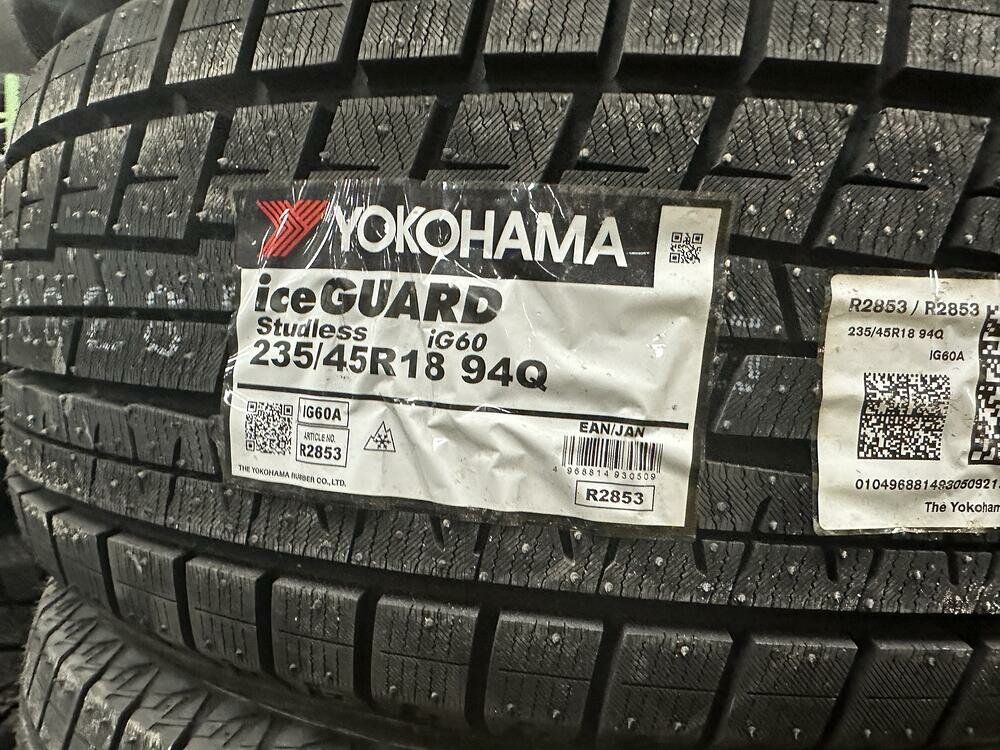 YOKOHAMA
iceGUARD
Studless iG60
235/45R18 94Q
IG60A
ARTICLE NO.
R2853
THE YOKOHAMA RUBBER CO., LTD.
EAN/JAN
4 968814 930509
R2853
R2853 / R2853
235/45R18 94Q
IG60A
The Yokoham